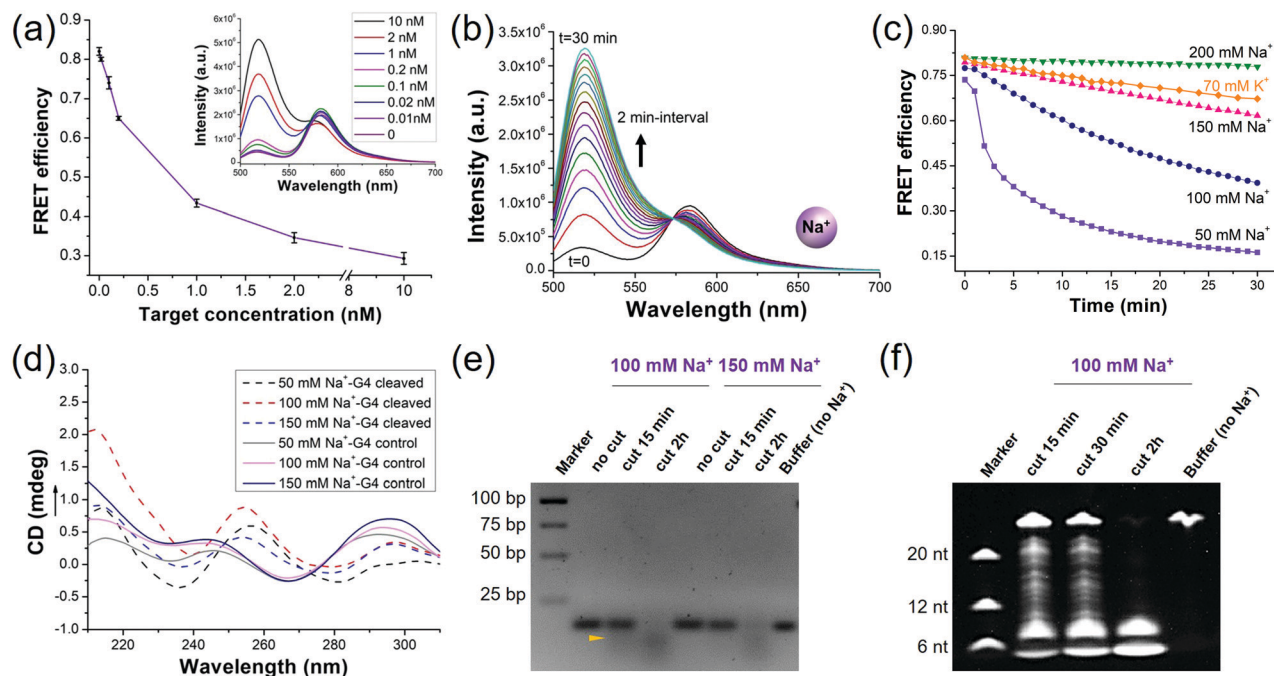 (a)
0.9
0.8
0.7
0.6
0.5
0.4
0.3
FRET efficiency
0.0
0.5
1.0
1.5
2.0
8
10
Target concentration (nM)
6x10⁶
5x10⁶
4x10⁶
3x10⁶
2x10⁶
1x10⁶
0
Intensity (a.u.)
500
550
600
650
700
Wavelength (nm)
10 nM
2 nM
1 nM
0.2 nM
0.1 nM
0.02 nM
0.01nM
0
(b)
3.5x10⁶
3.0x10⁶
2.5x10⁶
2.0x10⁶
1.5x10⁶
1.0x10⁶
5.0x10⁵
0.0
Intensity (a.u.)
t=30 min
2 min-interval
t=0
Na⁺
500
550
600
650
700
Wavelength (nm)
(c)
0.90
0.75
0.60
0.45
0.30
0.15
FRET efficiency
200 mM Na⁺
70 mM K⁺
150 mM Na⁺
100 mM Na⁺
50 mM Na⁺
0
5
10
15
20
25
30
Time (min)
(d)
3.0
2.5
2.0
1.5
1.0
0.5
0.0
-0.5
-1.0
CD (mdeg)
50 mM Na⁺-G4 cleaved
100 mM Na⁺-G4 cleaved
150 mM Na⁺-G4 cleaved
50 mM Na⁺-G4 control
100 mM Na⁺-G4 control
150 mM Na⁺-G4 control
220
240
260
280
300
Wavelength (nm)
(e)
100 mM Na⁺
150 mM Na⁺
Marker
no cut
cut 15 min
cut 2h
no cut
cut 15 min
cut 2h
Buffer (no Na⁺)
100 bp
75 bp
50 bp
25 bp
(f)
100 mM Na⁺
Marker
cut 15 min
cut 30 min
cut 2h
Buffer (no Na⁺)
20 nt
12 nt
6 nt